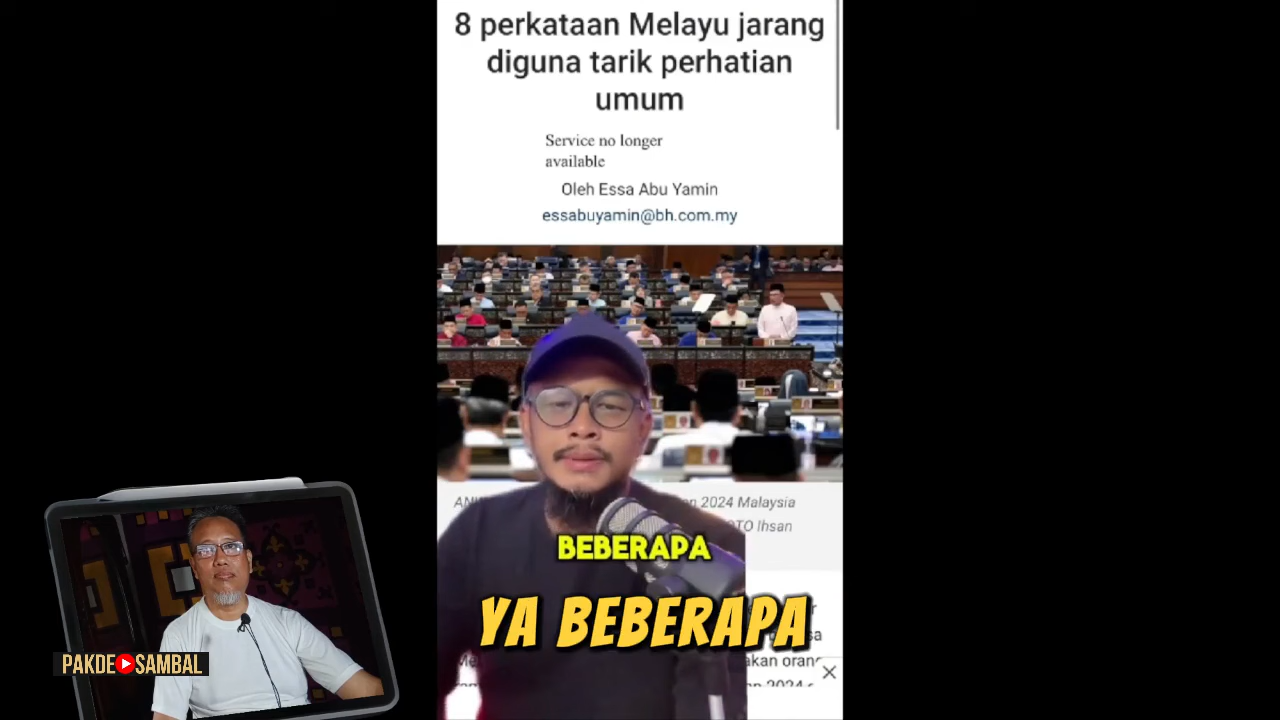 8 perkataan Melayu jarang
diguna tarik perhatian
umum
Service no longer
available
Oleh Essa Abu Yamin
essabuyamin@bh.com.my
2024 Malaysia
Ihsan
BEBERAPA
YA BEBERAPA
PAKDE SAMBAL